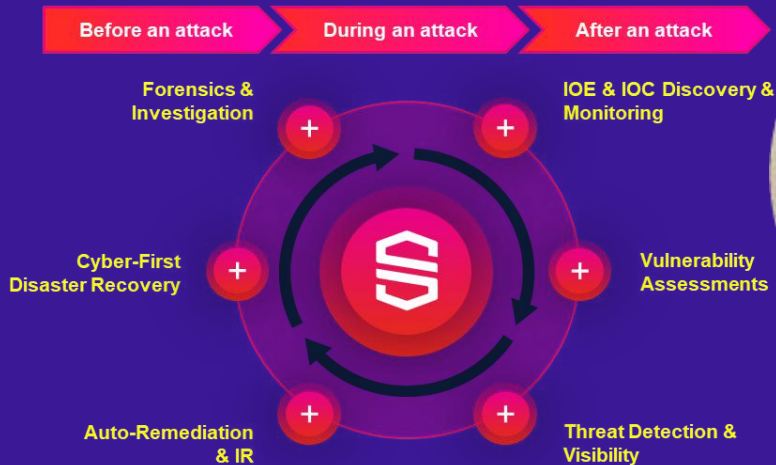 Before an attack
During an attack
After an attack
Forensics &
Investigation
IOE & IOC Discovery &
Monitoring
Cyber-First
Disaster Recovery
Vulnerability
Assessments
Auto-Remediation
& IR
Threat Detection &
Visibility